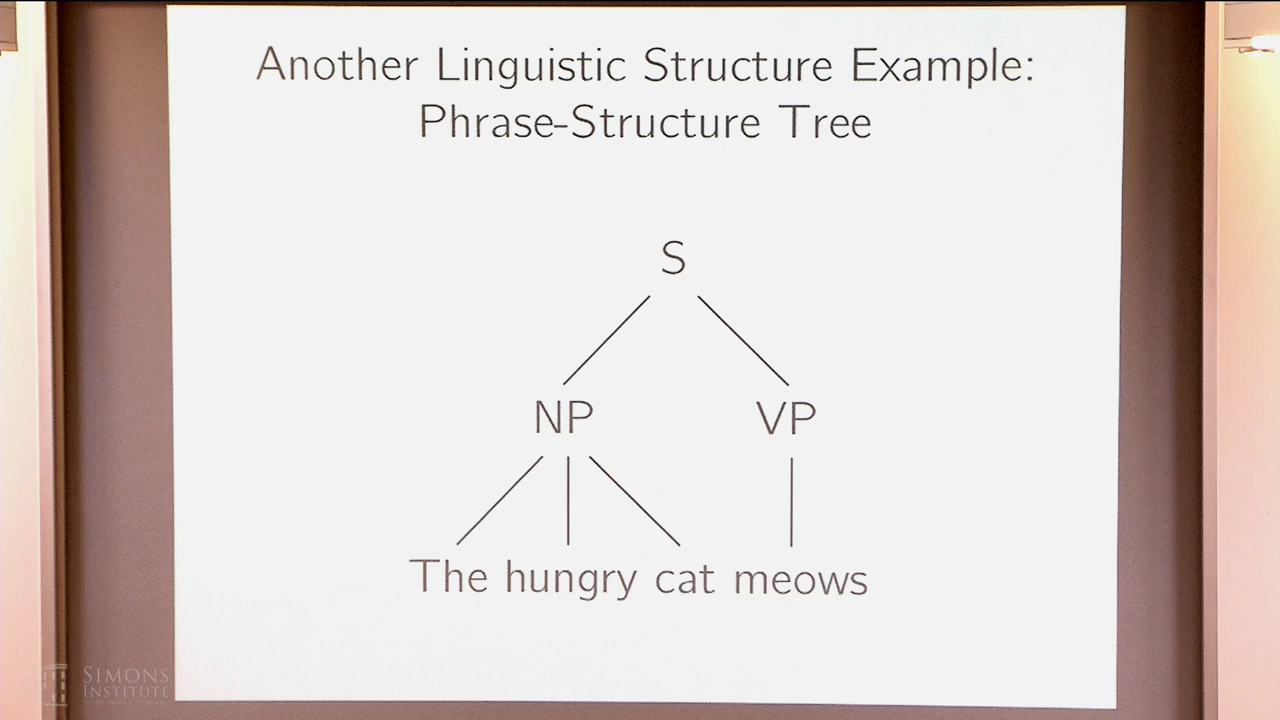 Another Linguistic Structure Example:
Phrase-Structure Tree
S
NP VP
The hungry cat meows
SIMONS
INSTITUTE